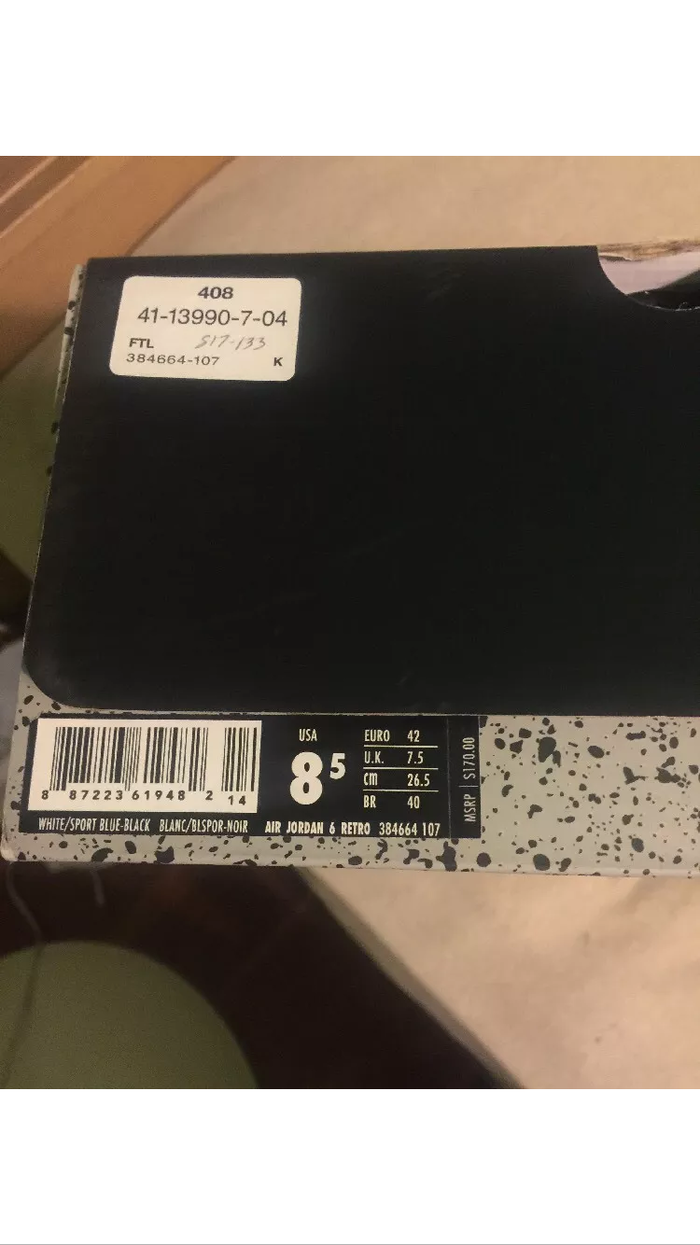 408
41-13990-7-04
FTL S17-133
384664-107 K
8 87223 61948 2 14
USA
8 5
EURO 42
U.K. 7.5
cm 26.5
BR 40
MSRP | $170.00
WHITE/SPORT BLUE-BLACK BLANC/BLSPOR-NOIR AIR JORDAN 6 RETRO 384664 107